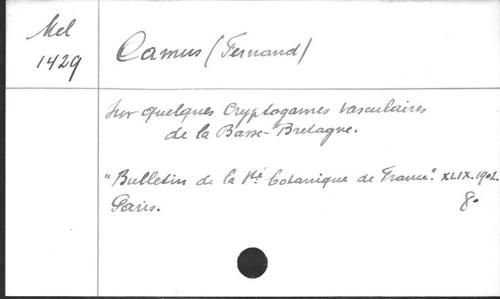 Mel
1429
Camus (Fernand)
Sur quelques Cryptogames vasculaires
de la Basse-Bretagne.
"Bulletin de la Sté botanique de France". XLIX. 1902.
Paris.
8°